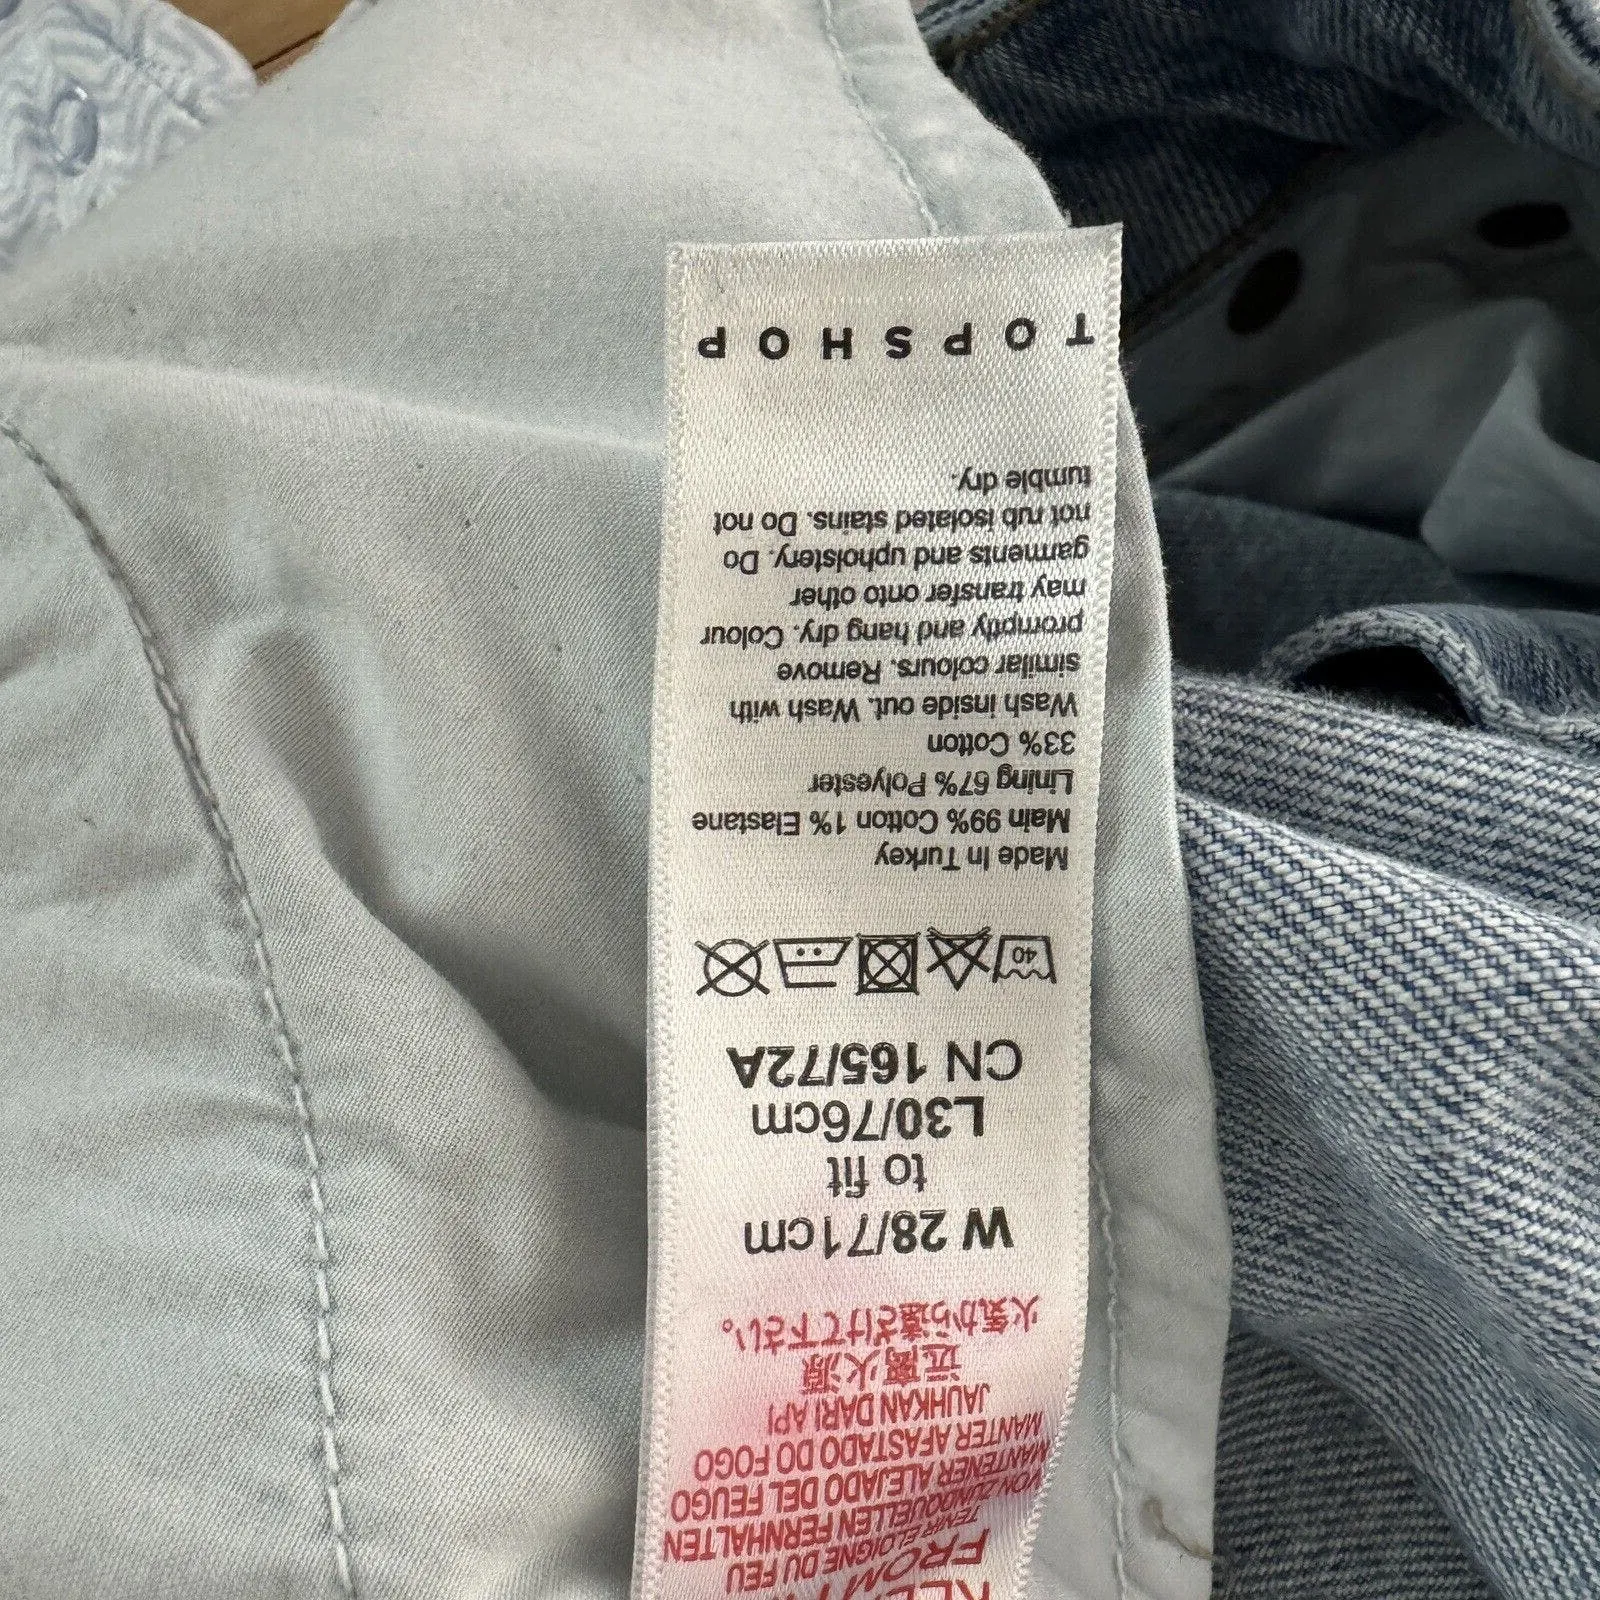 FROM
TENIR ELOIGNE DU FEU
VON ZUNDQUELLEN FERNHALTEN
MANTENER ALEJADO DEL FEUGO
MANTER AFASTADO DO FOGO
JAUHKAN DARI API
远离火源
火気から遠ざけて下さい。
W 28/71cm
to fit
L30/76cm
CN 165/72A
40
Made In Turkey
Main 99% Cotton 1% Elastane
Lining 67% Polyester
33% Cotton
Wash inside out. Wash with
similar colours. Remove
promptly and hang dry. Colour
may transfer onto other
garments and upholstery. Do
not rub isolated stains. Do not
tumble dry.
TOPSHOP